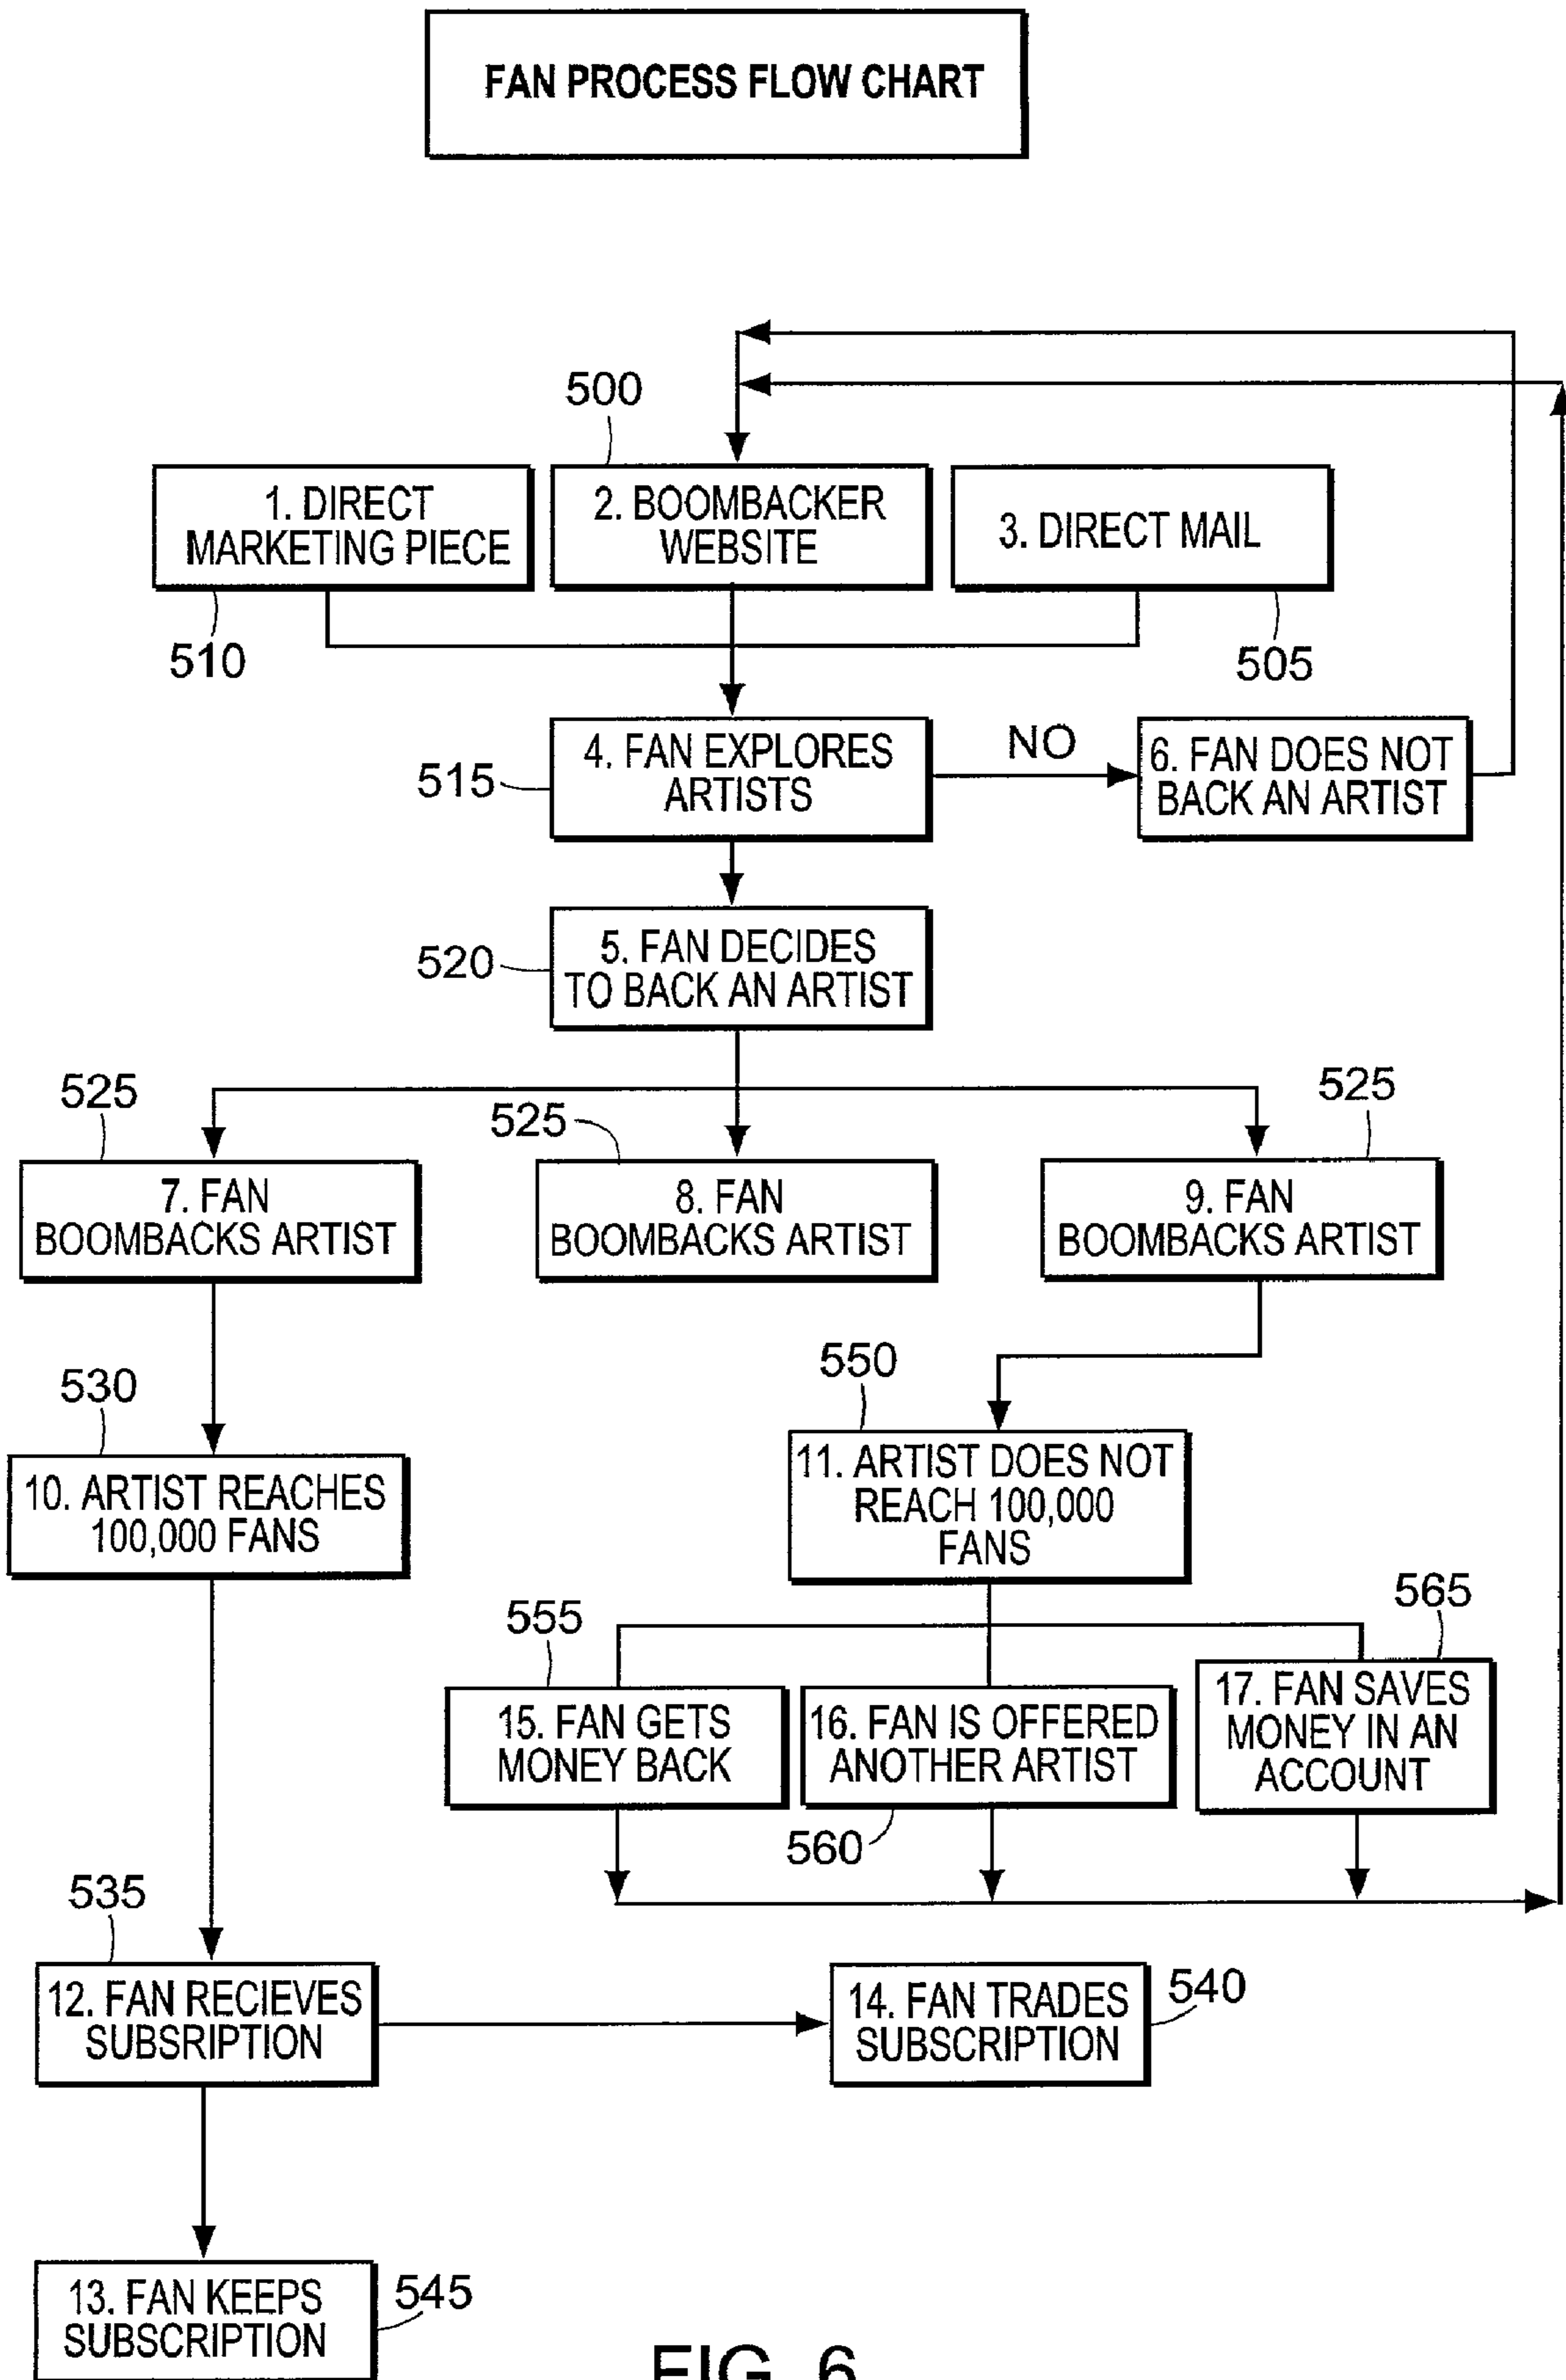 FAN PROCESS FLOW CHART
500
1. DIRECT
MARKETING PIECE
2. BOOMBACKER
WEBSITE
3. DIRECT MAIL
510
505
515
4. FAN EXPLORES
ARTISTS
NO
6. FAN DOES NOT
BACK AN ARTIST
520
5. FAN DECIDES
TO BACK AN ARTIST
525
525
525
7. FAN
BOOMBACKS ARTIST
8. FAN
BOOMBACKS ARTIST
9. FAN
BOOMBACKS ARTIST
530
550
10. ARTIST REACHES
100,000 FANS
11. ARTIST DOES NOT
REACH 100,000
FANS
555
565
15. FAN GETS
MONEY BACK
16. FAN IS OFFERED
ANOTHER ARTIST
17. FAN SAVES
MONEY IN AN
ACCOUNT
560
535
12. FAN RECIEVES
SUBSRIPTION
14. FAN TRADES
SUBSCRIPTION
540
13. FAN KEEPS
SUBSCRIPTION
545
FIG. 6